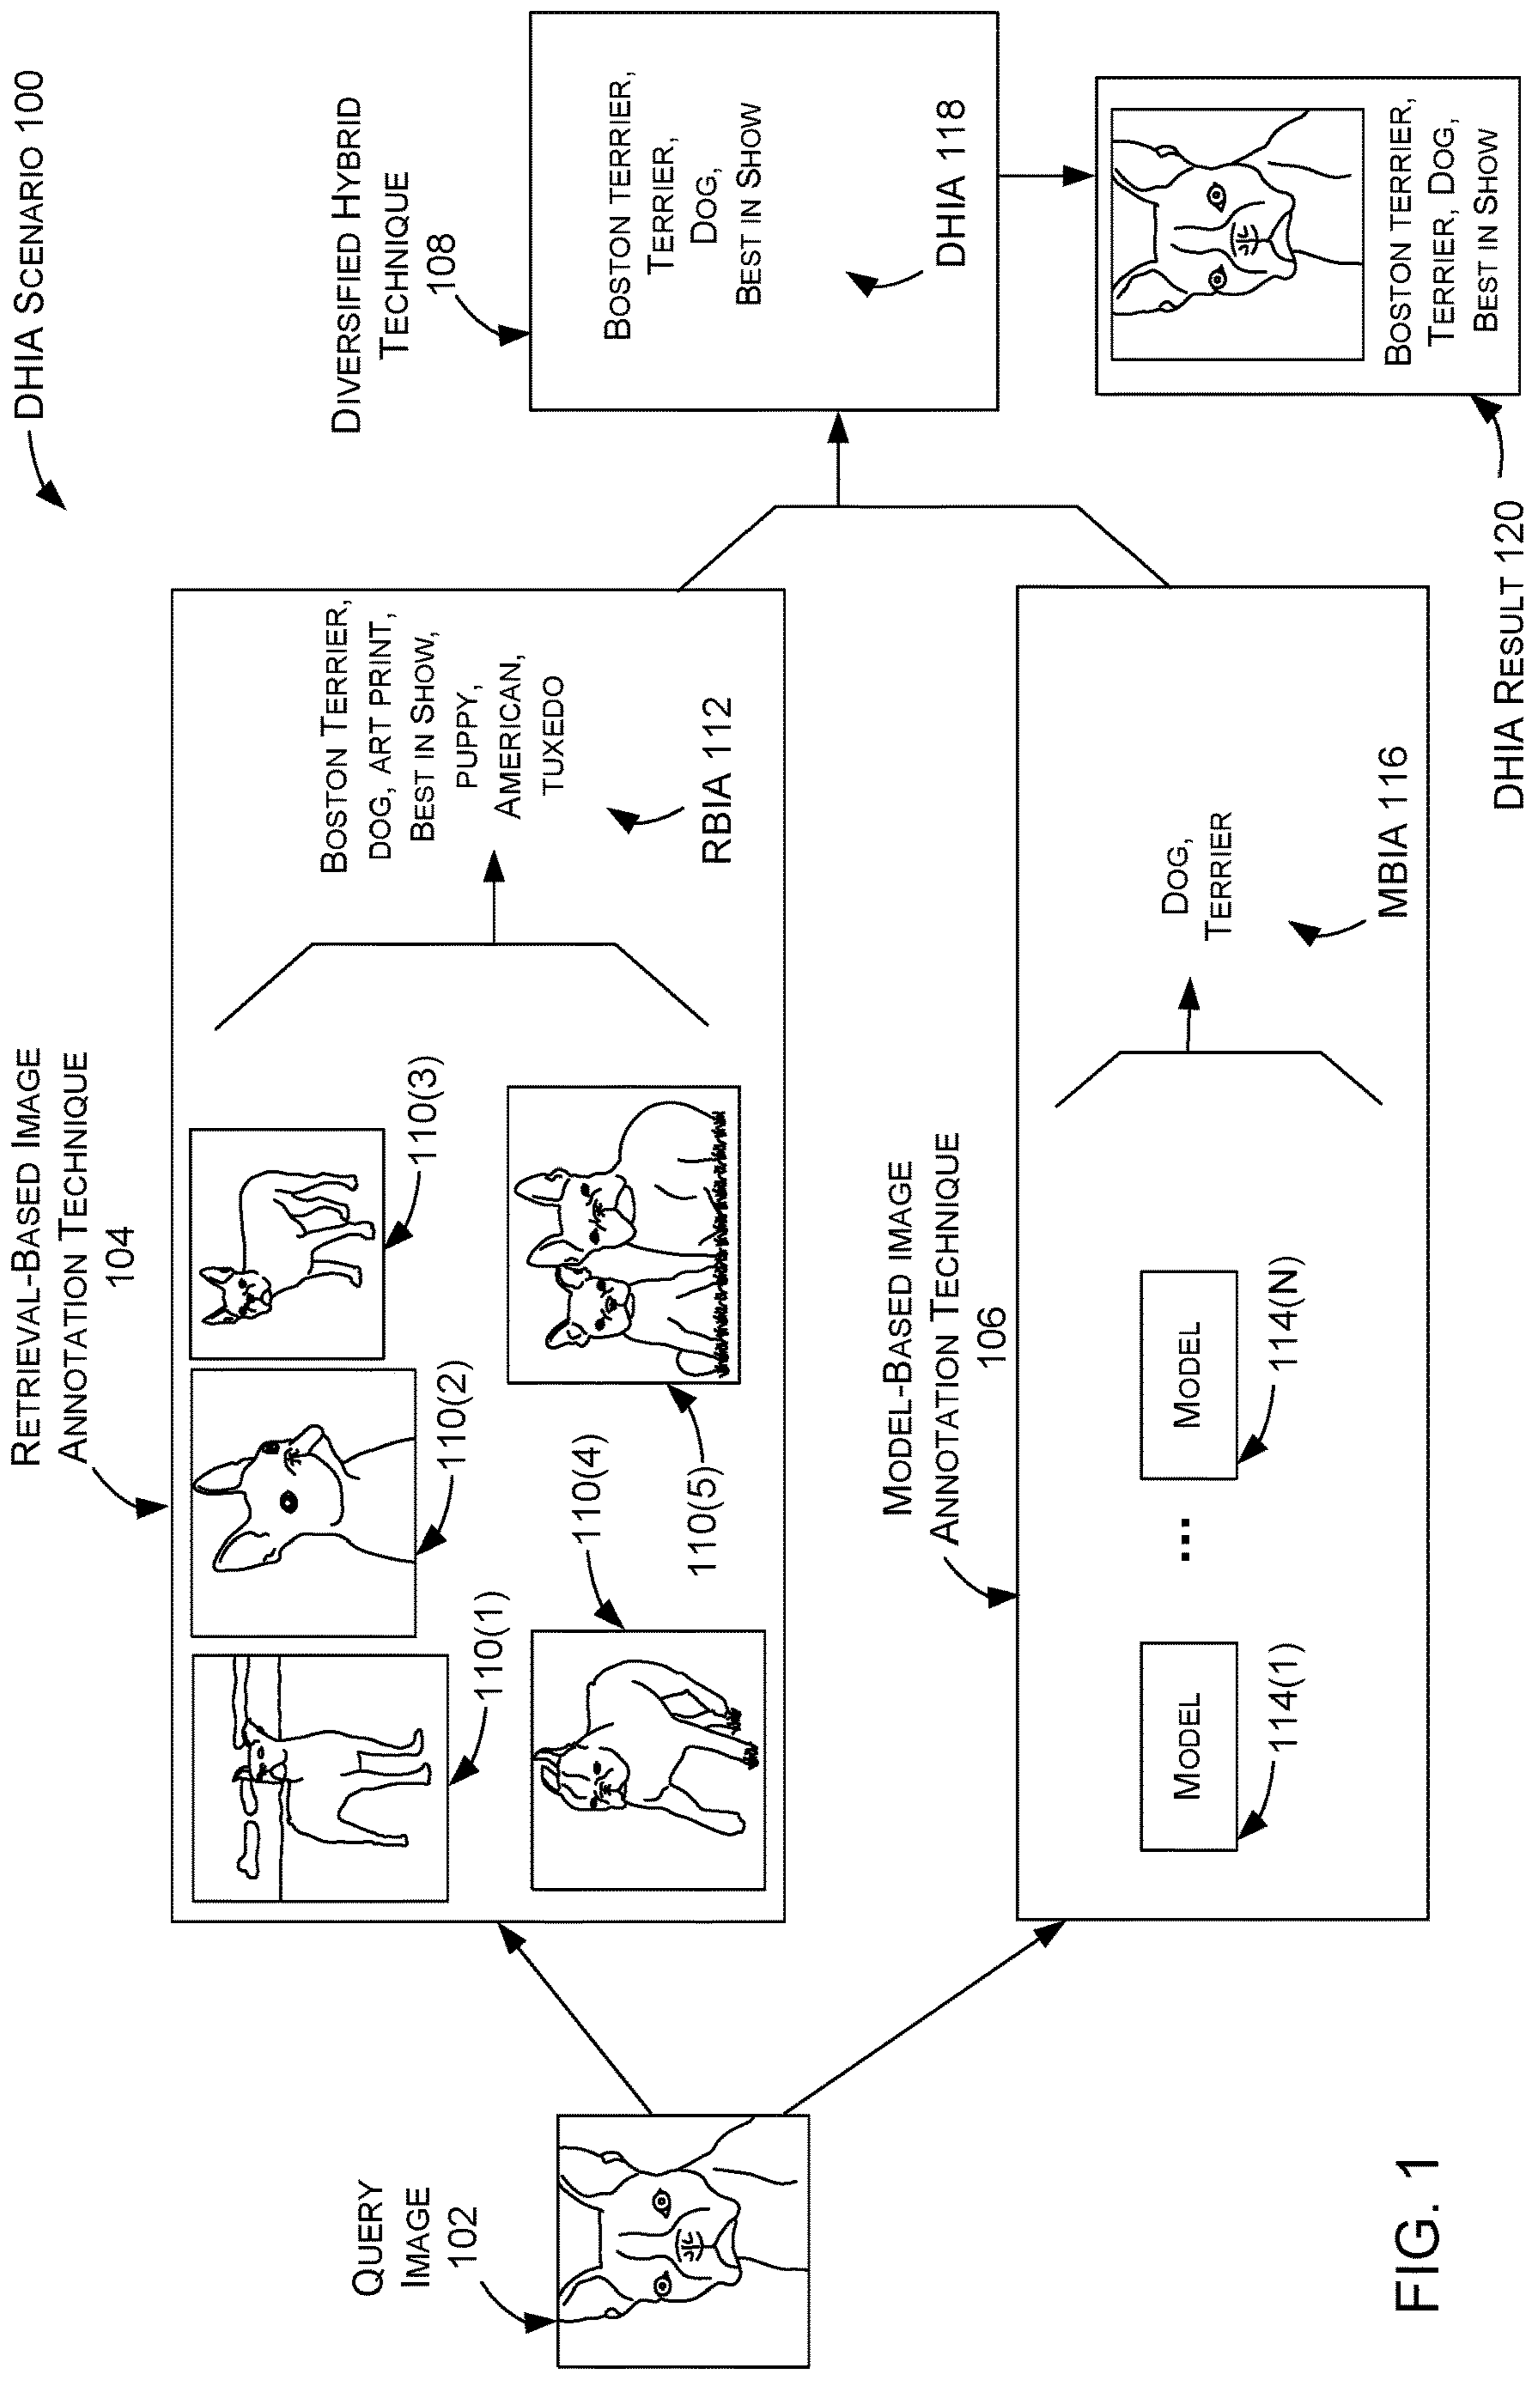 DHIA SCENARIO 100
RETRIEVAL-BASED IMAGE
ANNOTATION TECHNIQUE
104
110(1)
110(2)
110(3)
110(4)
110(5)
BOSTON TERRIER,
DOG, ART PRINT,
BEST IN SHOW,
PUPPY,
AMERICAN,
TUXEDO
RBIA 112
DIVERSIFIED HYBRID
TECHNIQUE
108
BOSTON TERRIER,
TERRIER,
DOG,
BEST IN SHOW
DHIA 118
QUERY
IMAGE
102
MODEL-BASED IMAGE
ANNOTATION TECHNIQUE
106
MODEL
114(1)
...
MODEL
114(N)
DOG,
TERRIER
MBIA 116
BOSTON TERRIER,
TERRIER, DOG,
BEST IN SHOW
DHIA RESULT 120
FIG. 1